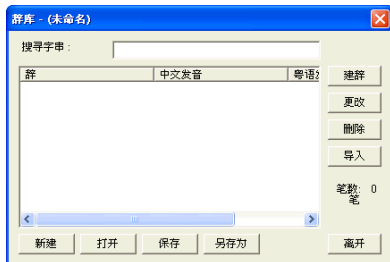 辞库 - (未命名)
搜寻字串 :
辞 中文发音 粤语发
建辞
更改
删除
导入
笔数: 0
笔
新建 打开 保存 另存为 离开